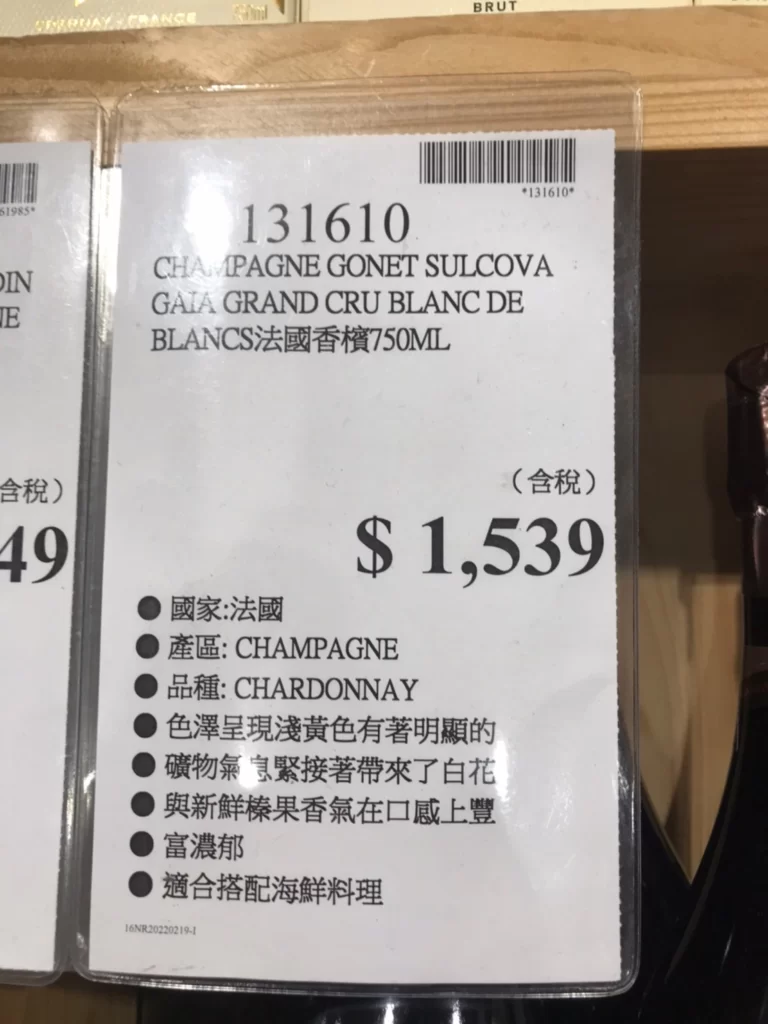 BRUT
EPERNAY - FRANCE
*131610*
61985*
131610
CHAMPAGNE GONET SULCOVA
GAIA GRAND CRU BLANC DE
BLANCS法國香檳750ML
(含稅)
$ 1,539
含稅)
49
● 國家:法國
● 產區: CHAMPAGNE
● 品種: CHARDONNAY
● 色澤呈現淺黃色有著明顯的
● 礦物氣息緊接著帶來了白花
● 與新鮮榛果香氣在口感上豐
● 富濃郁
● 適合搭配海鮮料理
16NR20220219-1